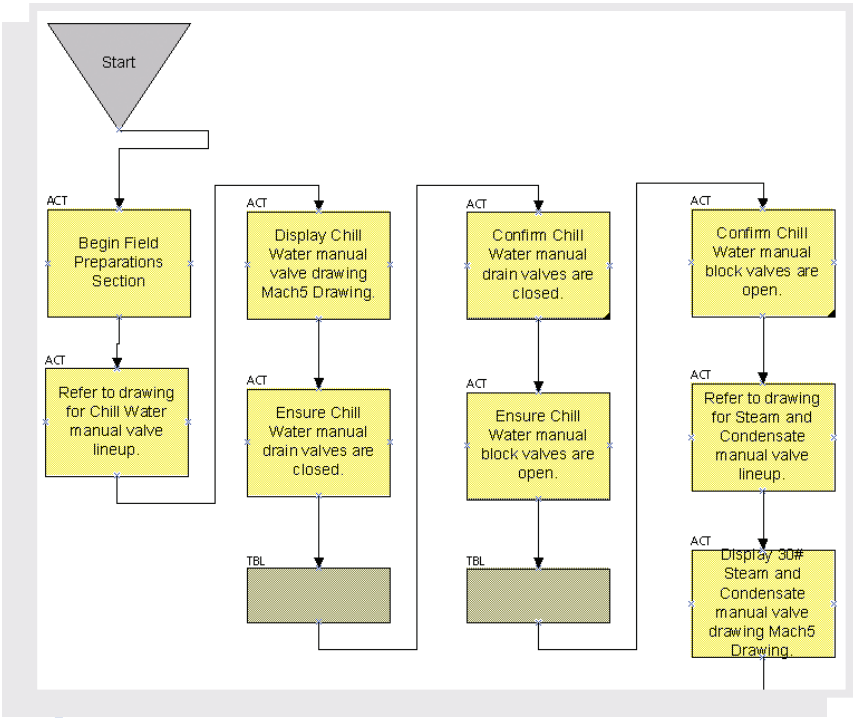 Start
ACT
Begin Field
Preparations
Section
ACT
Refer to drawing
for Chill Water
manual valve
lineup.
ACT
Display Chill
Water manual
valve drawing
Mach5 Drawing.
ACT
Ensure Chill
Water manual
drain valves are
closed.
TBL
ACT
Confirm Chill
Water manual
drain valves are
closed.
ACT
Ensure Chill
Water manual
block valves are
open.
TBL
ACT
Confirm Chill
Water manual
block valves are
open.
ACT
Refer to drawing
for Steam and
Condensate
manual valve
lineup.
ACT
Display 30#
Steam and
Condensate
manual valve
drawing Mach5
Drawing.